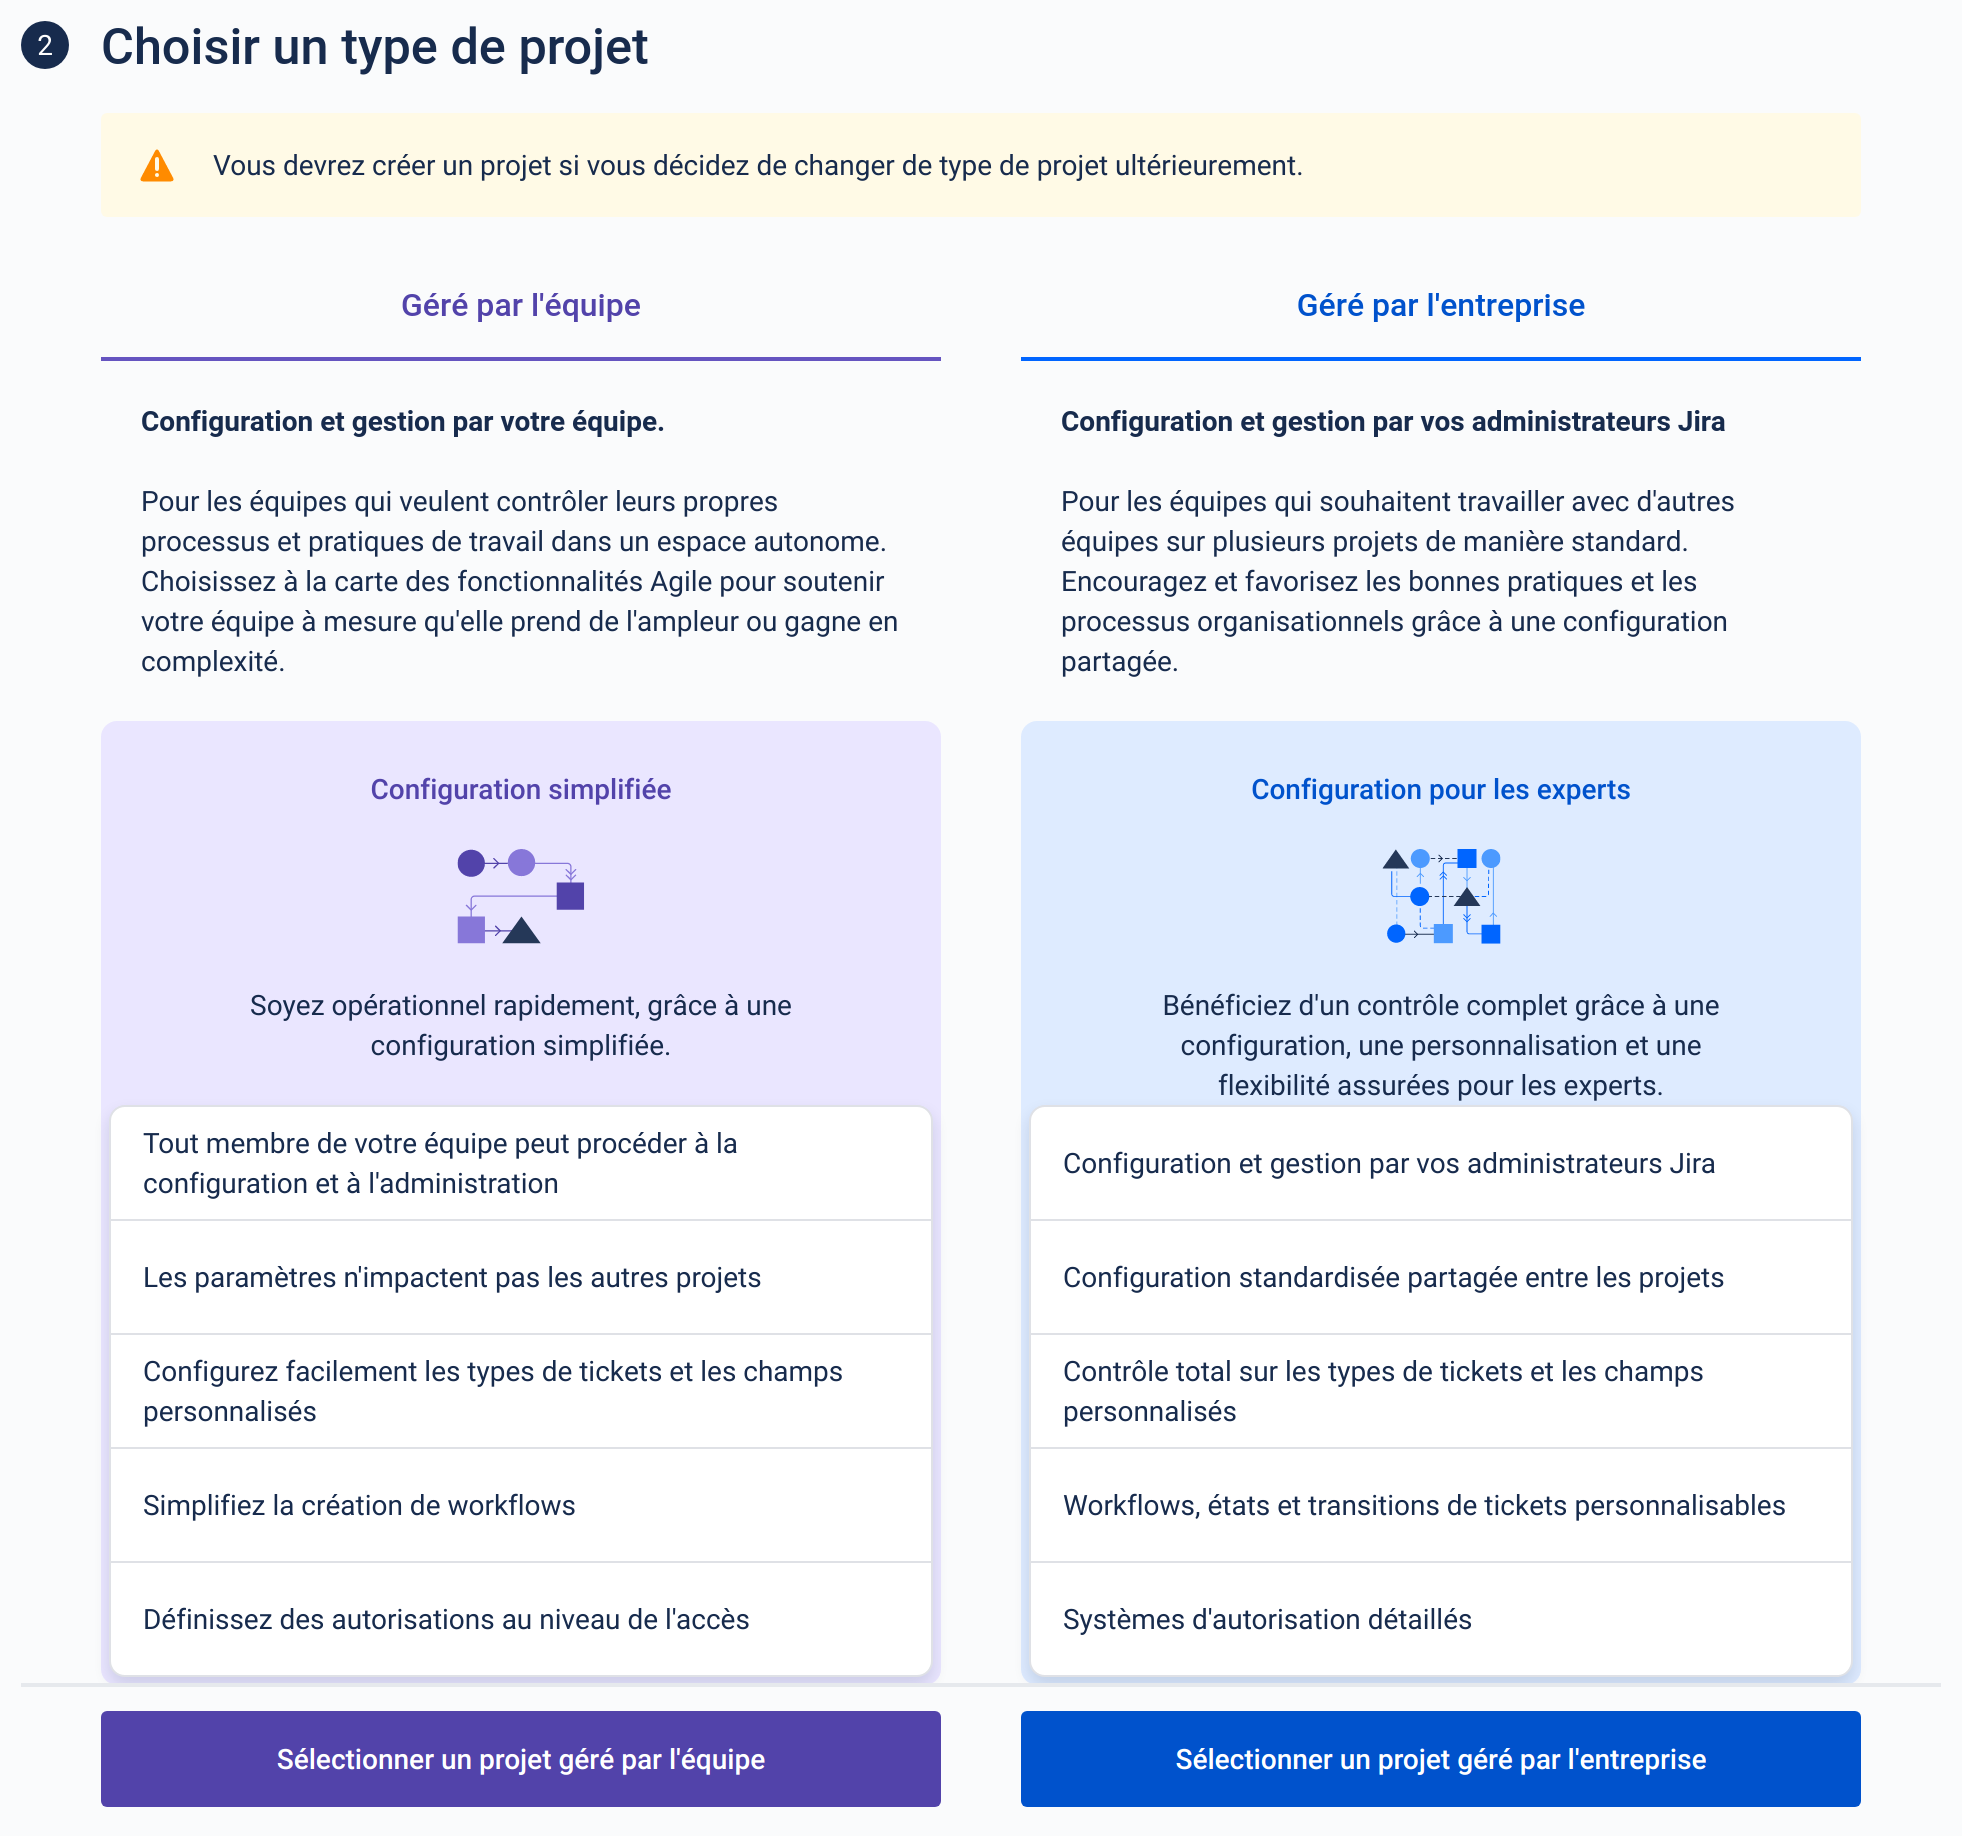 2
Choisir un type de projet
Vous devrez créer un projet si vous décidez de changer de type de projet ultérieurement.
Géré par l'équipe
Configuration et gestion par votre équipe.
Pour les équipes qui veulent contrôler leurs propres
processus et pratiques de travail dans un espace autonome.
Choisissez à la carte des fonctionnalités Agile pour soutenir
votre équipe à mesure qu'elle prend de l'ampleur ou gagne en
complexité.
Configuration simplifiée
Soyez opérationnel rapidement, grâce à une
configuration simplifiée.
Tout membre de votre équipe peut procéder à la
configuration et à l'administration
Les paramètres n'impactent pas les autres projets
Configurez facilement les types de tickets et les champs
personnalisés
Simplifiez la création de workflows
Définissez des autorisations au niveau de l'accès
Sélectionner un projet géré par l'équipe
Géré par l'entreprise
Configuration et gestion par vos administrateurs Jira
Pour les équipes qui souhaitent travailler avec d'autres
équipes sur plusieurs projets de manière standard.
Encouragez et favorisez les bonnes pratiques et les
processus organisationnels grâce à une configuration
partagée.
Configuration pour les experts
Bénéficiez d'un contrôle complet grâce à une
configuration, une personnalisation et une
flexibilité assurées pour les experts.
Configuration et gestion par vos administrateurs Jira
Configuration standardisée partagée entre les projets
Contrôle total sur les types de tickets et les champs
personnalisés
Workflows, états et transitions de tickets personnalisables
Systèmes d'autorisation détaillés
Sélectionner un projet géré par l'entreprise